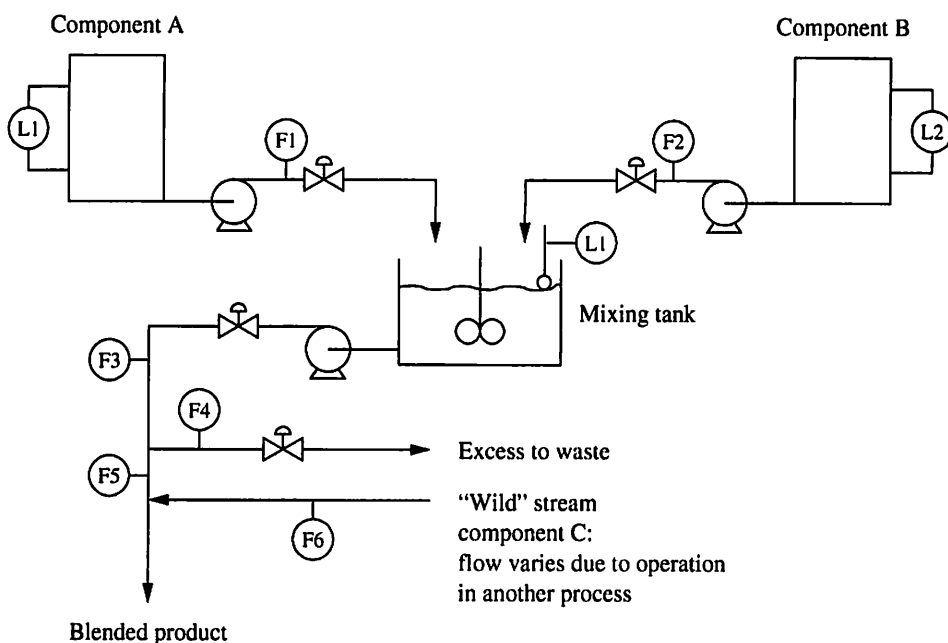 Component A
Component B
L1
F1
F2
L2
L1
Mixing tank
F3
F4
F5
Excess to waste
"Wild" stream
component C:
flow varies due to operation
in another process
F6
Blended product